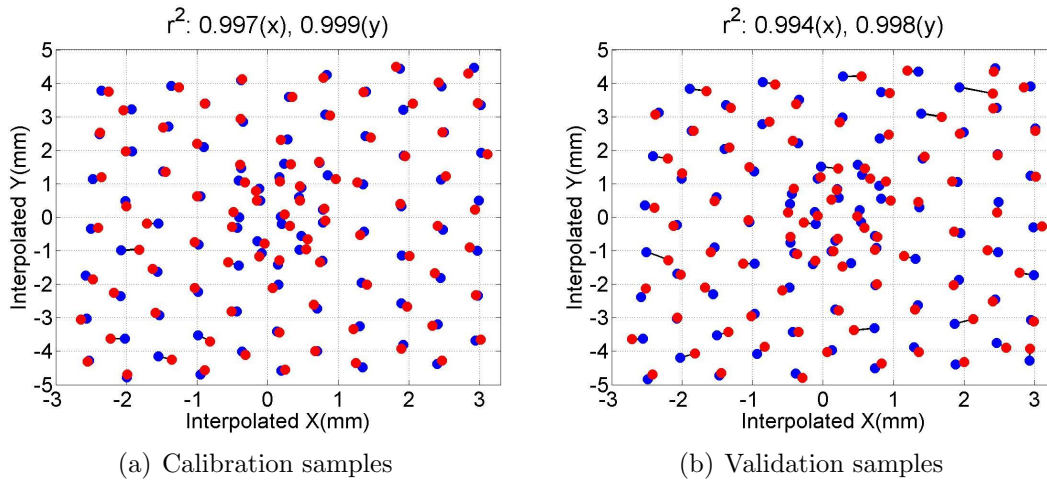 r²: 0.997(x), 0.999(y)
5
4
3
2
1
0
-1
-2
-3
-4
-5
Interpolated Y(mm)
-3 -2 -1 0 1 2 3
Interpolated X(mm)
(a) Calibration samples
r²: 0.994(x), 0.998(y)
5
4
3
2
1
0
-1
-2
-3
-4
-5
Interpolated Y(mm)
-3 -2 -1 0 1 2 3
Interpolated X(mm)
(b) Validation samples